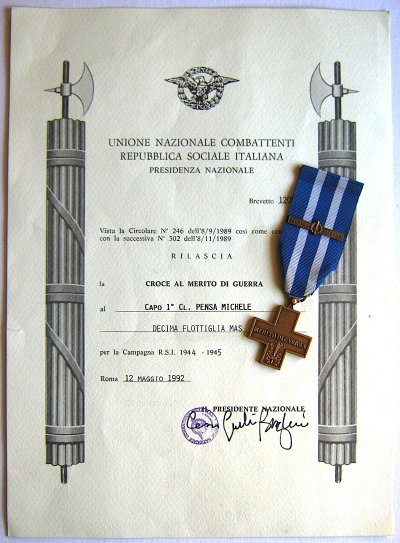 UNIONE NAZIONALE COMBATTENTI
REPUBBLICA SOCIALE ITALIANA
PRESIDENZA NAZIONALE
Brevetto 120
Vista la Circolare N° 246 dell'8/9/1989 così come con
con la successiva N° 302 dell'8/11/1989
RILASCIA
la CROCE AL MERITO DI GUERRA
al CAPO 1° CL. PENSA MICHELE
DECIMA FLOTTIGLIA MAS
per la Campagna R.S.I. 1944 -1945
Roma 12 MAGGIO 1992
IL PRESIDENTE NAZIONALE